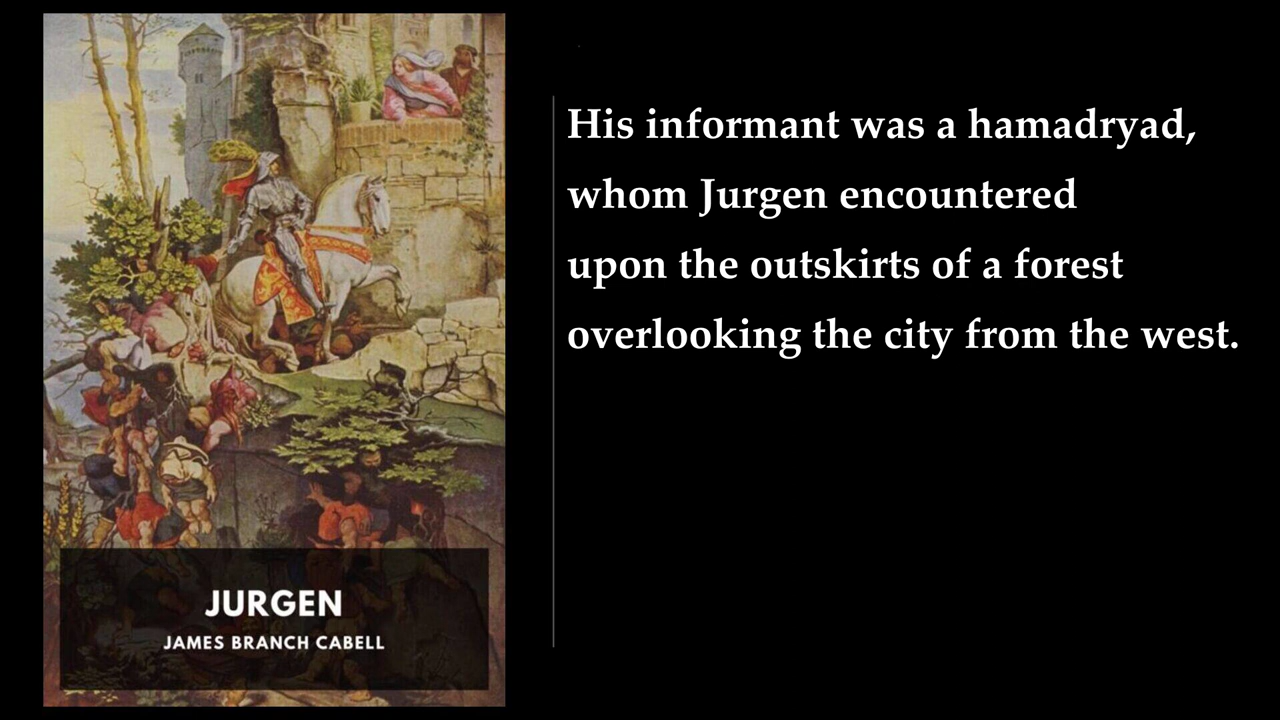 His informant was a hamadryad,
whom Jurgen encountered
upon the outskirts of a forest
overlooking the city from the west.
JURGEN
JAMES BRANCH CABELL